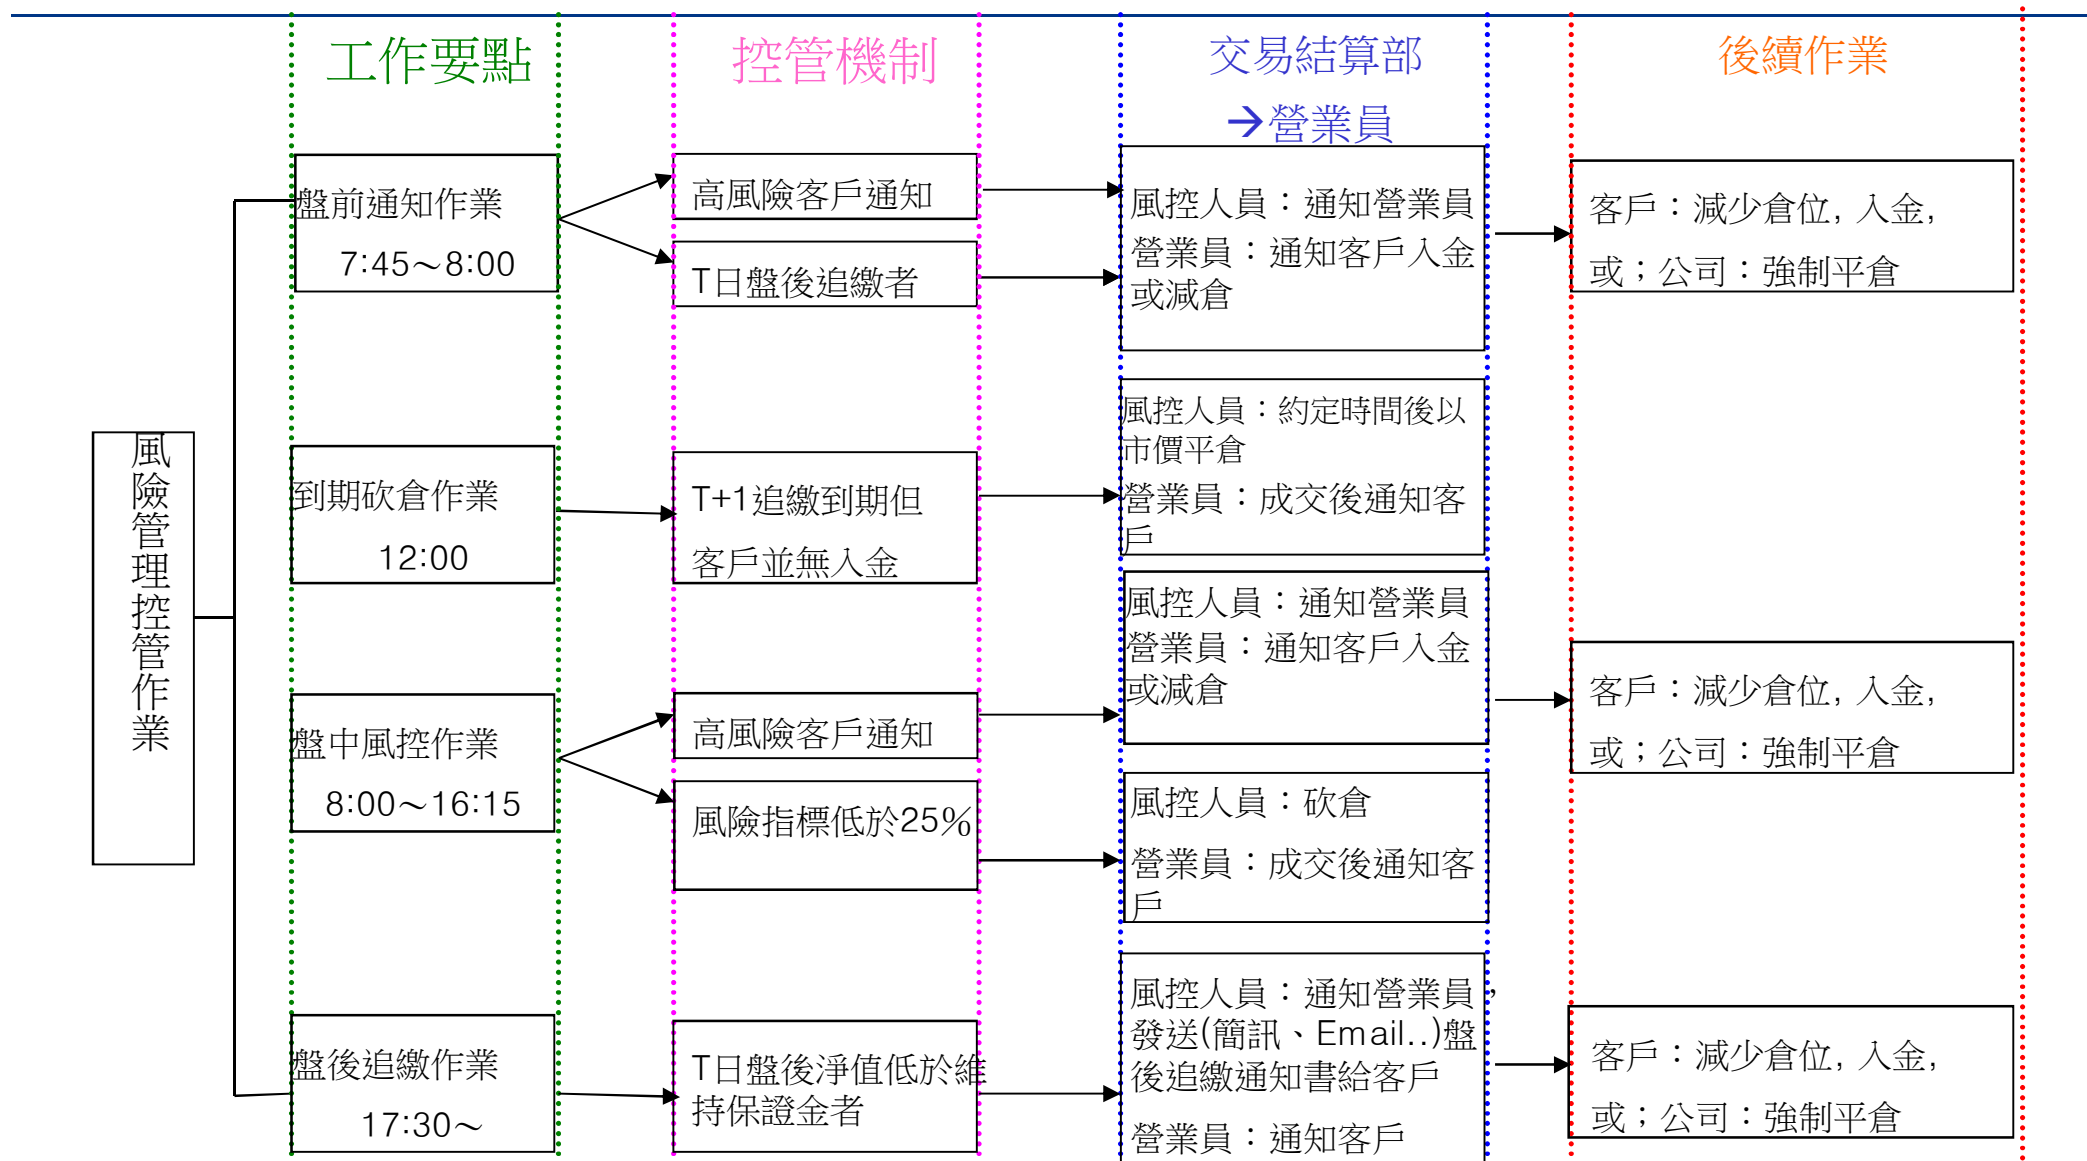 工作要點
控管機制
交易結算部
→營業員
後續作業
風險管理控管作業
盤前通知作業
7:45～8:00
高風險客戶通知
T日盤後追繳者
風控人員：通知營業員
營業員：通知客戶入金
或減倉
客戶：減少倉位, 入金,
或；公司：強制平倉
到期砍倉作業
12:00
T+1追繳到期但
客戶並無入金
風控人員：約定時間後以
市價平倉
營業員：成交後通知客
戶
盤中風控作業
8:00～16:15
高風險客戶通知
風險指標低於25%
風控人員：通知營業員
營業員：通知客戶入金
或減倉
客戶：減少倉位, 入金,
或；公司：強制平倉
風控人員：砍倉
營業員：成交後通知客
戶
盤後追繳作業
17:30～
T日盤後淨值低於維
持保證金者
風控人員：通知營業員，
發送(簡訊、Email..)盤
後追繳通知書給客戶
營業員：通知客戶
客戶：減少倉位, 入金,
或；公司：強制平倉